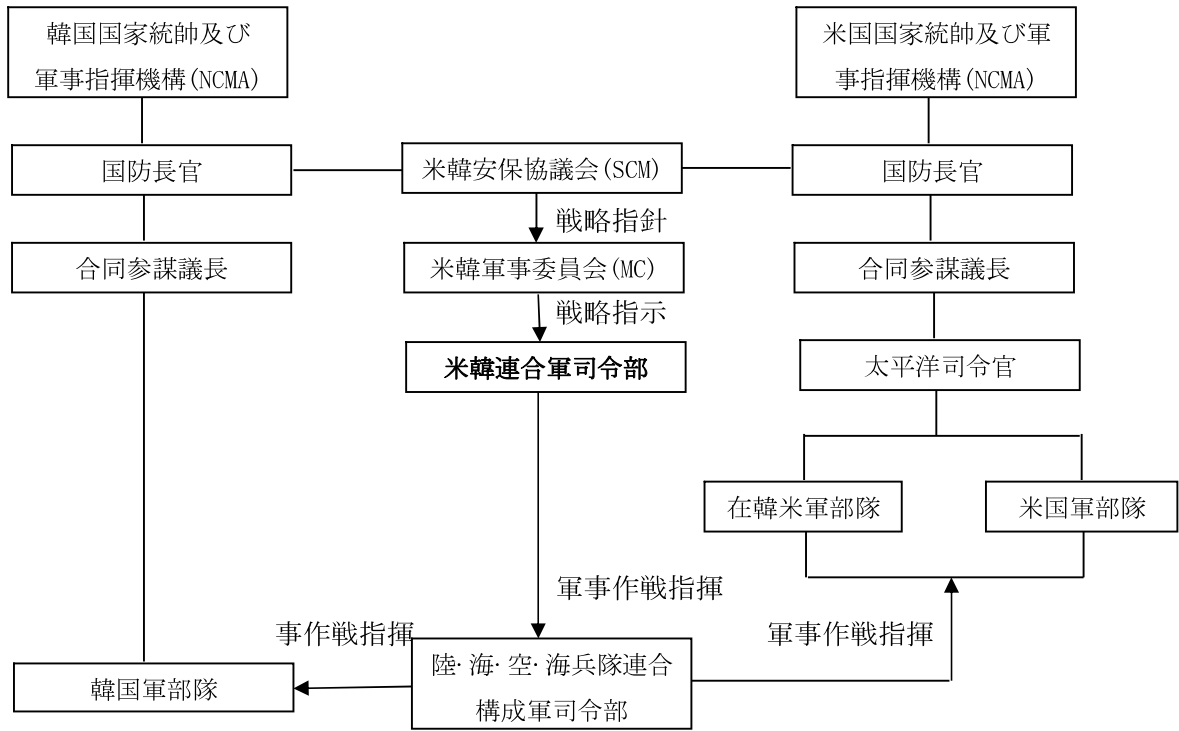 韓国国家統帥及び
軍事指揮機構(NCMA)
米国国家統帥及び軍
事指揮機構(NCMA)
国防長官
米韓安保協議会(SCM)
国防長官
戦略指針
合同参謀議長
米韓軍事委員会(MC)
合同参謀議長
戦略指示
米韓連合軍司令部
太平洋司令官
在韓米軍部隊
米国軍部隊
軍事作戦指揮
事作戦指揮
軍事作戦指揮
韓国軍部隊
陸·海·空·海兵隊連合
構成軍司令部